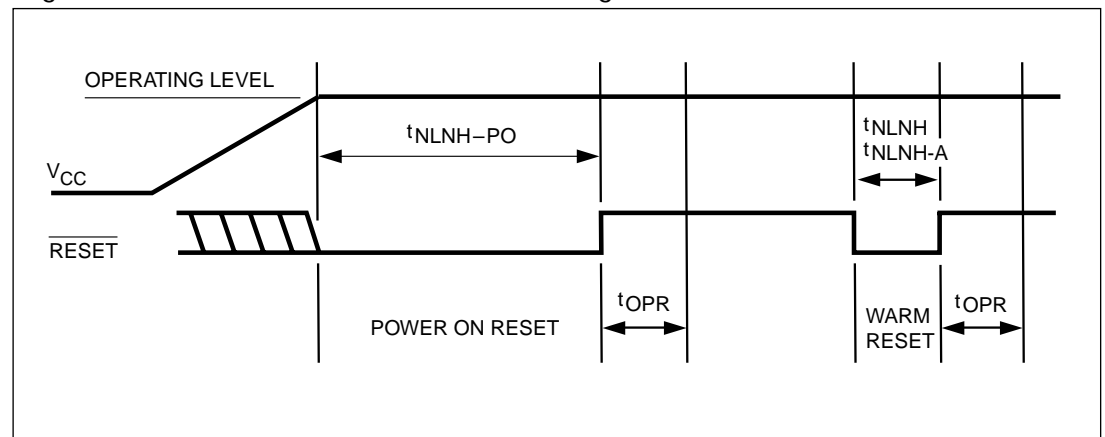 OPERATING LEVEL
tNLNH–PO
tNLNH
tNLNH-A
VCC
RESET
tOPR
POWER ON RESET
WARM
RESET
tOPR